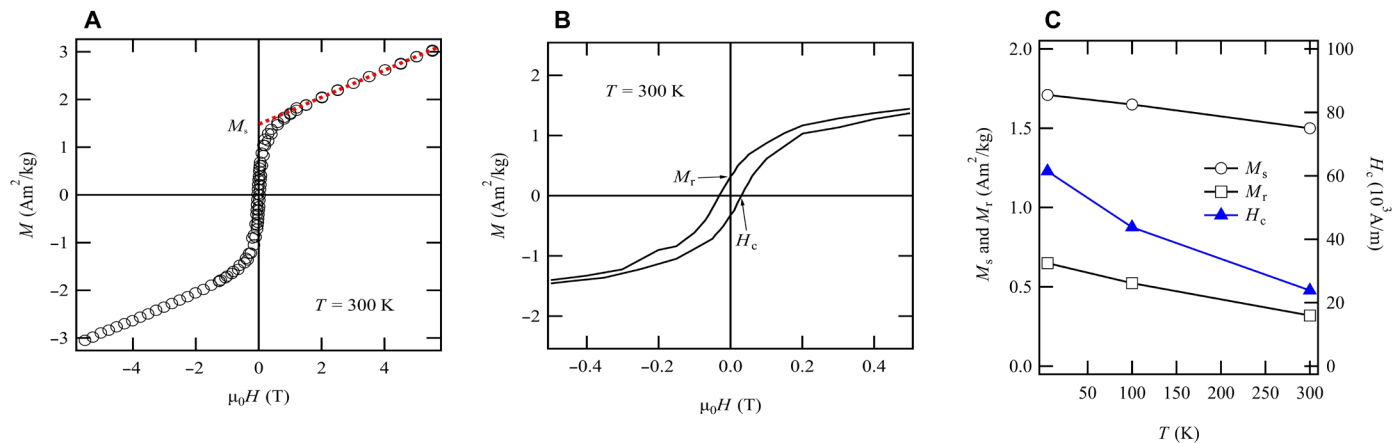 A
3
2
1
0
−1
−2
−3
M (Am²/kg)
Mₛ
T = 300 K
−4
−2
0
2
4
μ₀H (T)
B
2
1
0
−1
−2
M (Am²/kg)
T = 300 K
Mᵣ
H꜀
−0.4
−0.2
0.0
0.2
0.4
μ₀H (T)
C
2.0
1.5
1.0
0.5
0.0
Mₛ and Mᵣ (Am²/kg)
Mₛ
Mᵣ
H꜀
100
80
60
40
20
0
H꜀ (10³A/m)
50
100
150
200
250
300
T (K)